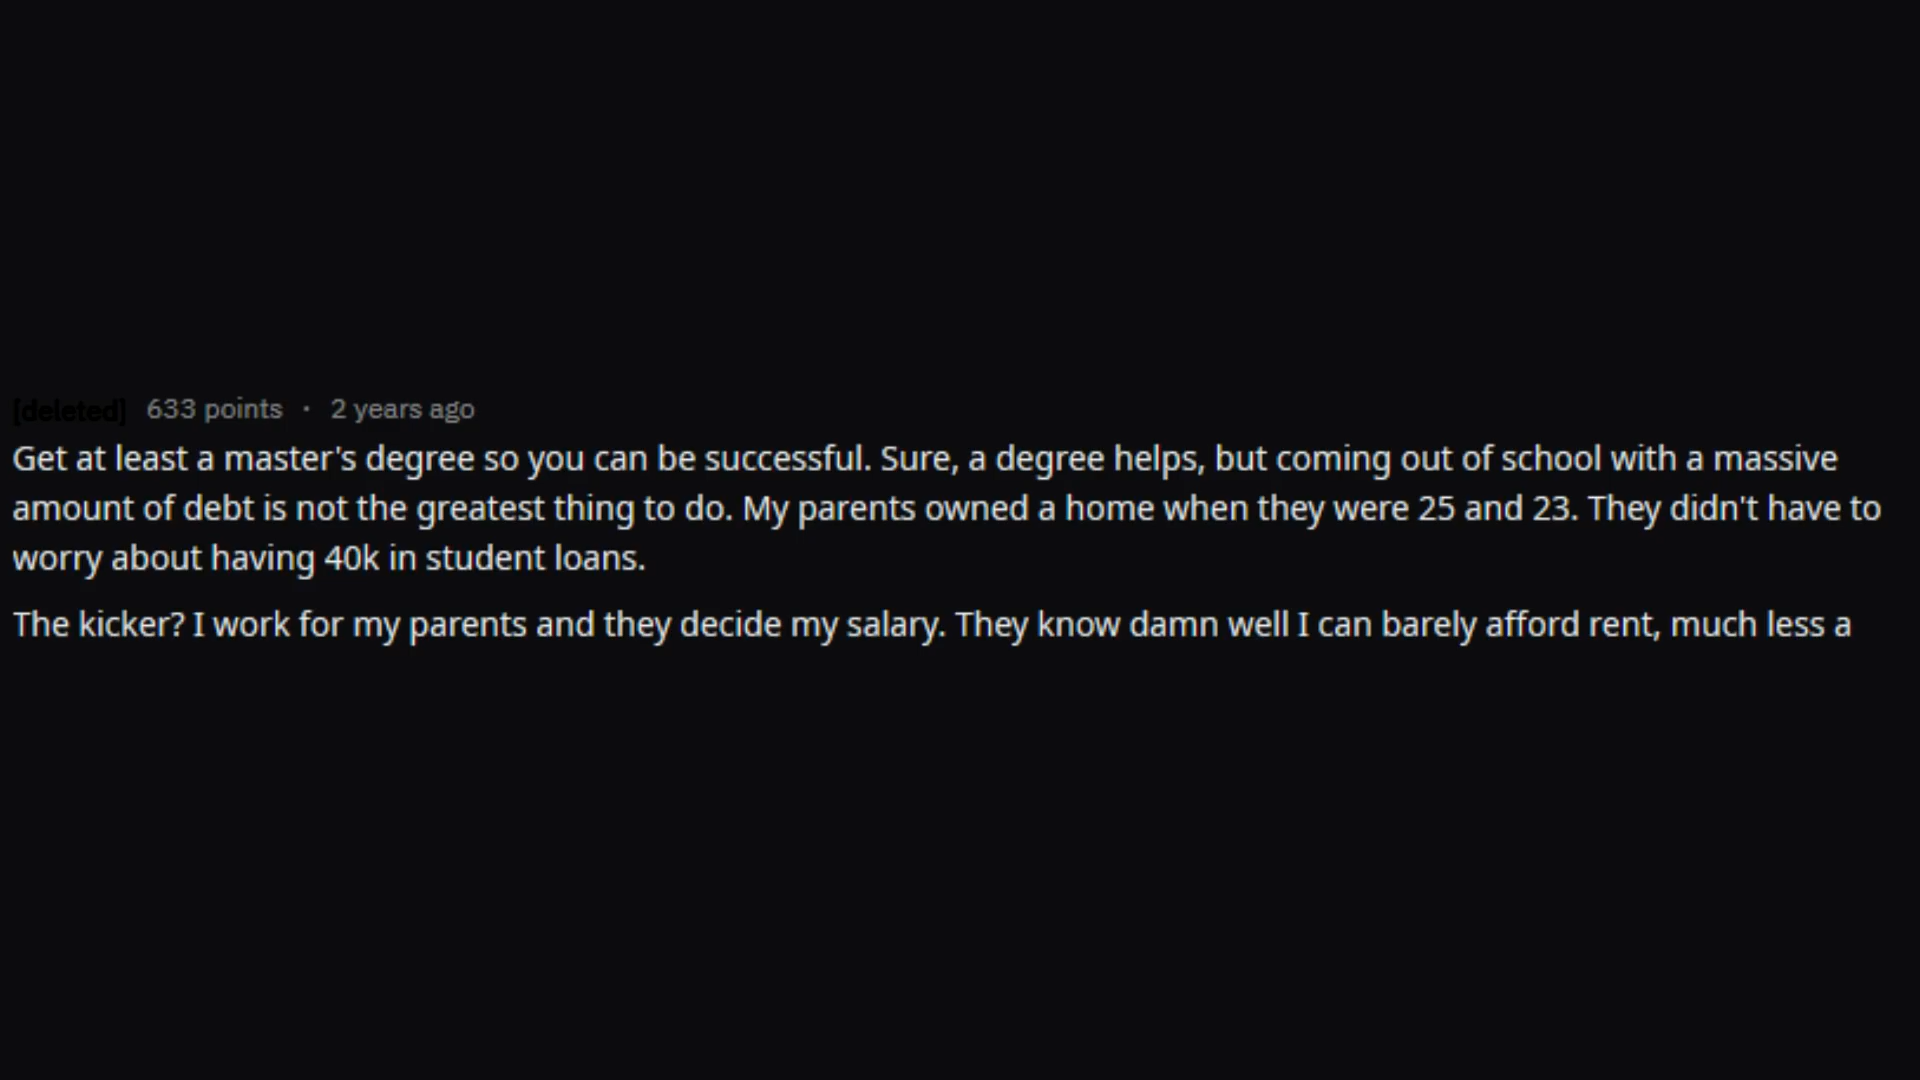 [deleted] 633 points · 2 years ago
Get at least a master's degree so you can be successful. Sure, a degree helps, but coming out of school with a massive
amount of debt is not the greatest thing to do. My parents owned a home when they were 25 and 23. They didn't have to
worry about having 40k in student loans.
The kicker? I work for my parents and they decide my salary. They know damn well I can barely afford rent, much less a